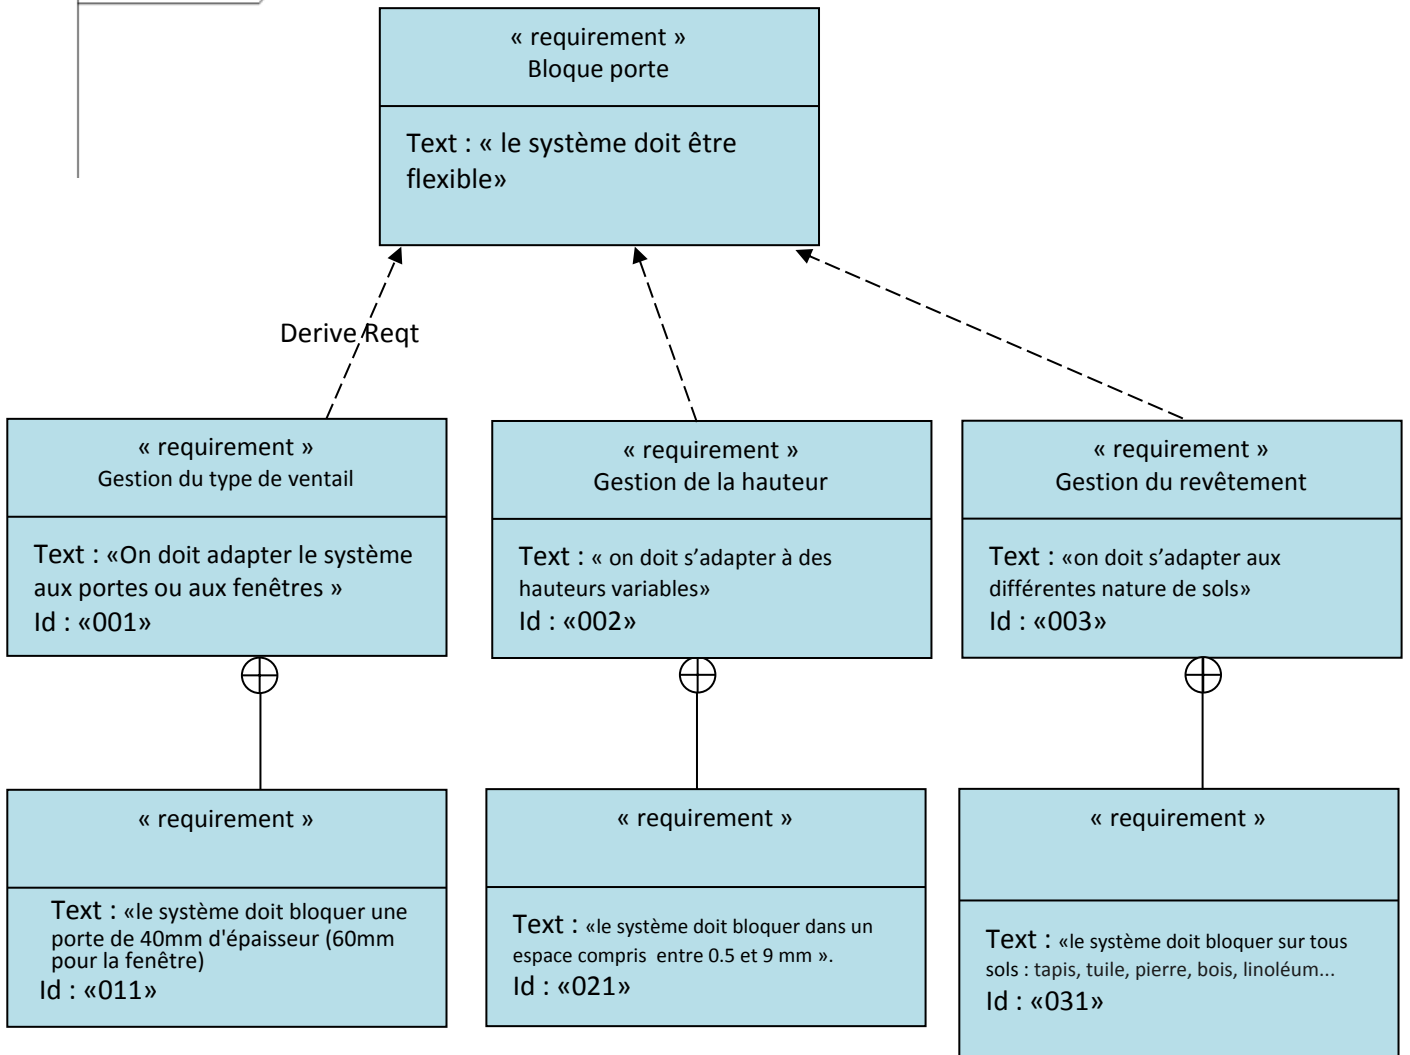 « requirement »
Bloque porte
Text : « le système doit être
flexible»
Derive Reqt
« requirement »
Gestion du type de ventail
Text : «On doit adapter le système
aux portes ou aux fenêtres »
Id : «001»
« requirement »
Gestion de la hauteur
Text : « on doit s’adapter à des
hauteurs variables»
Id : «002»
« requirement »
Gestion du revêtement
Text : «on doit s’adapter aux
différentes nature de sols»
Id : «003»
« requirement »
Text : «le système doit bloquer une
porte de 40mm d'épaisseur (60mm
pour la fenêtre)
Id : «011»
« requirement »
Text : «le système doit bloquer dans un
espace compris entre 0.5 et 9 mm ».
Id : «021»
« requirement »
Text : «le système doit bloquer sur tous
sols : tapis, tuile, pierre, bois, linoléum...
Id : «031»